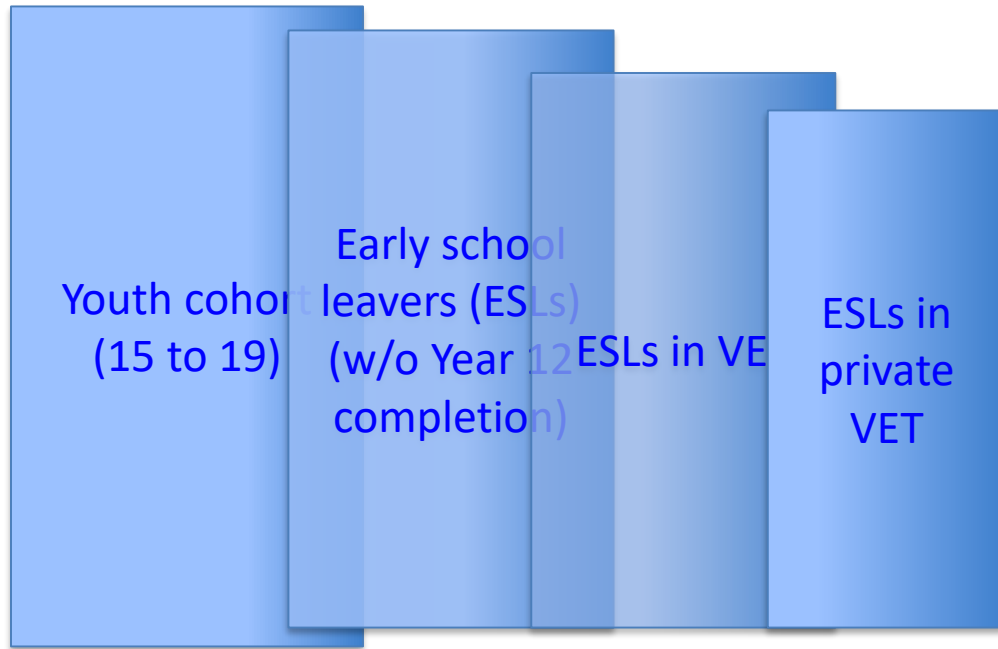 Youth cohort
(15 to 19)
Early school
leavers (ESLs)
(w/o Year 12
completion)
ESLs in VE
ESLs in
private
VET